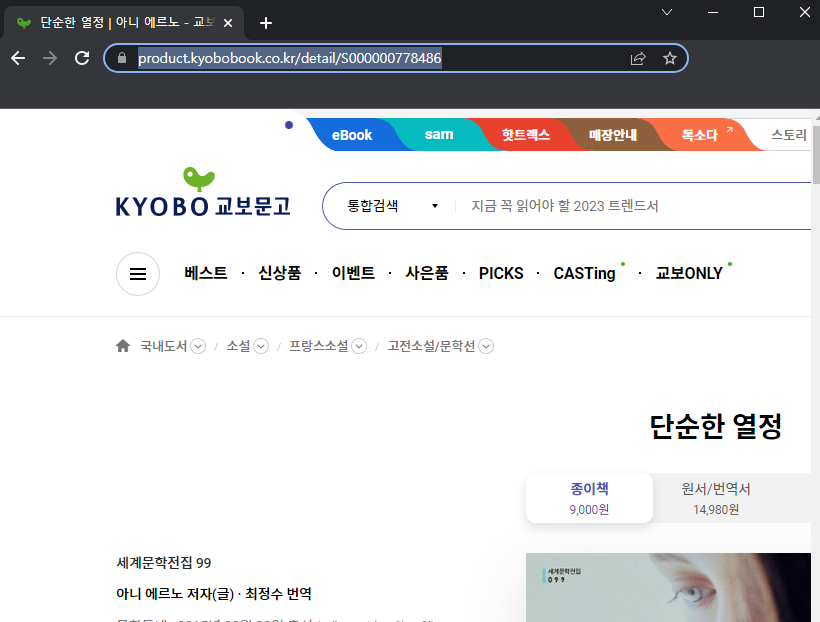 단순한 열정 | 아니 에르노 - 교보
product.kyobobook.co.kr/detail/S000000778486
eBook sam 핫트랙스 매장안내 독소다 스토리
KYOBO 교보문고
통합검색 지금 꼭 읽어야 할 2023 트렌드서
베스트 · 신상품 · 이벤트 · 사은품 · PICKS · CASTing · 교보ONLY
국내도서 / 소설 / 프랑스소설 / 고전소설/문학선
단순한 열정
종이책 원서/번역서
9,000원 14,980원
세계문학전집 99
아니 에르노 저자(글) · 최정수 번역
세계문학전집
099